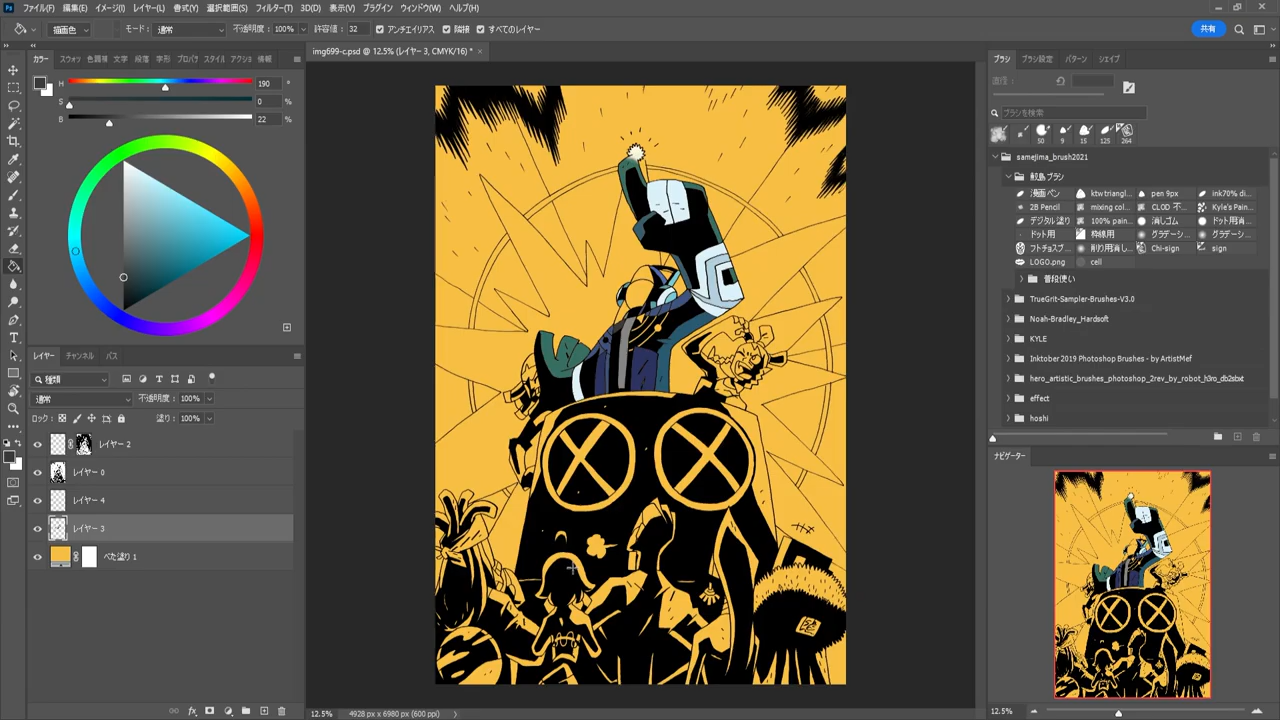 Ps ファイル(F) 編集(E) イメージ(I) レイヤー(L) 書式(Y) 選択範囲(S) フィルター(T) 3D(D) 表示(V) プラグイン ウィンドウ(W) ヘルプ(H)
描画色 モード: 通常 不透明度: 100% 許容値: 32 アンチエイリアス 隣接 すべてのレイヤー 共有
カラー スウォッ 色調補 文字 段落 字形 プロパテ スタイル アクショ 情報
img699-c.psd @ 12.5% (レイヤー 3, CMYK/16) * ×
ブラシ ブラシ設定 パターン シェイプ
H 190 °
S 0 %
B 22 %
直径:
ブラシを検索
50 9 15 125 264
samejima_brush2021
鮫島ブラシ
漫画ペン ktw triangl... pen 9px ink70% di...
2B Pencil mixing col... CLOD 不... Kyle's Pain...
デジタル塗り 100% pain... 消しゴム ドット用消...
ドット用 枠線用 グラデーシ... グラデーシ...
フトチョスブ... 削り用消し... Chi-sign sign
LOGO.png cell
普段使い
TrueGrit-Sampler-Brushes-V3.0
Noah-Bradley_Hardsoft
KYLE
Inktober 2019 Photoshop Brushes - by ArtistMef
hero_artistic_brushes_photoshop_2rev_by_robot_h3ro_db2sbxt
effect
hoshi
レイヤー チャンネル パス
種類
通常 不透明度: 100%
ロック: 塗り: 100%
レイヤー 2
レイヤー 0
レイヤー 4
レイヤー 3
べた塗り 1
ナビゲーター
12.5%
12.5% 4928 px x 6980 px (600 ppi)